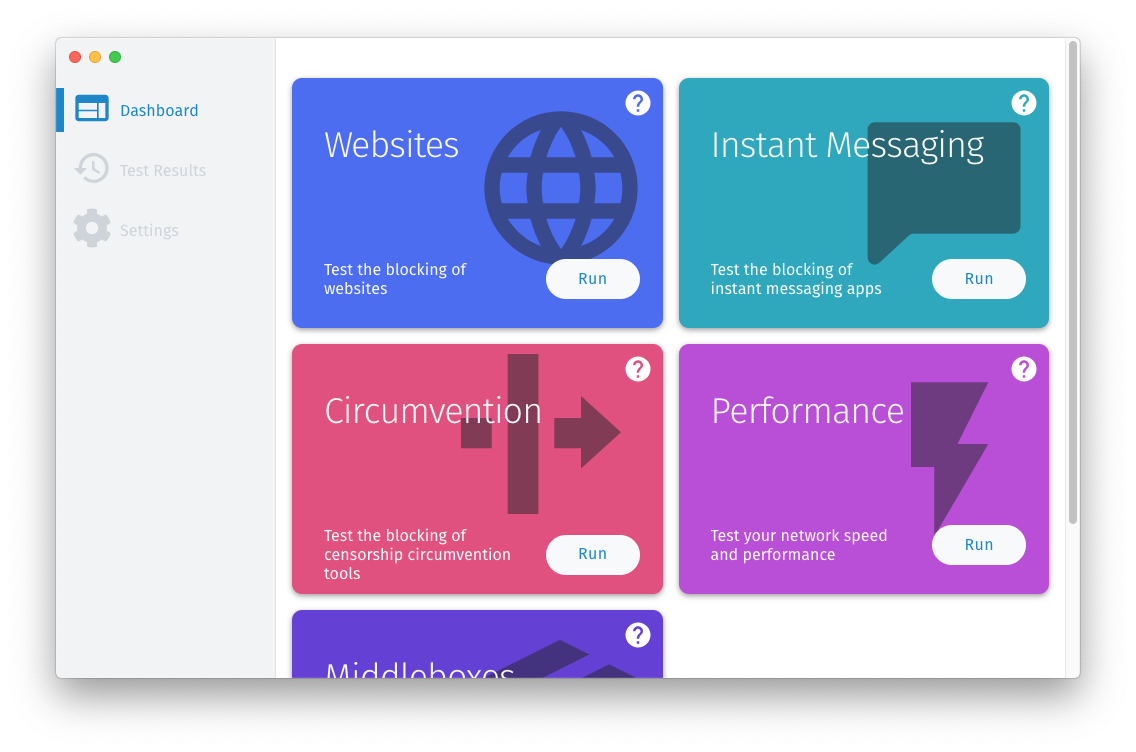 Dashboard
Test Results
Settings
?
Websites
Test the blocking of
websites
Run
?
Instant Messaging
Test the blocking of
instant messaging apps
Run
?
Circumvention
Test the blocking of
censorship circumvention
tools
Run
?
Performance
Test your network speed
and performance
Run
?
Middleboxes